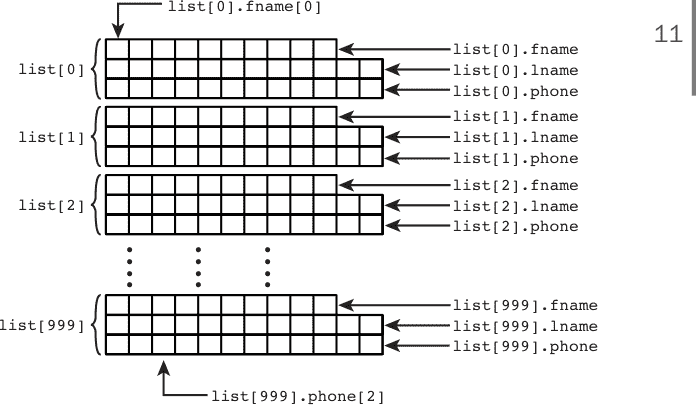 list[0].fname[0]
11
list[0]
list[0].fname
list[0].lname
list[0].phone
list[1]
list[1].fname
list[1].lname
list[1].phone
list[2]
list[2].fname
list[2].lname
list[2].phone
list[999]
list[999].fname
list[999].lname
list[999].phone
list[999].phone[2]